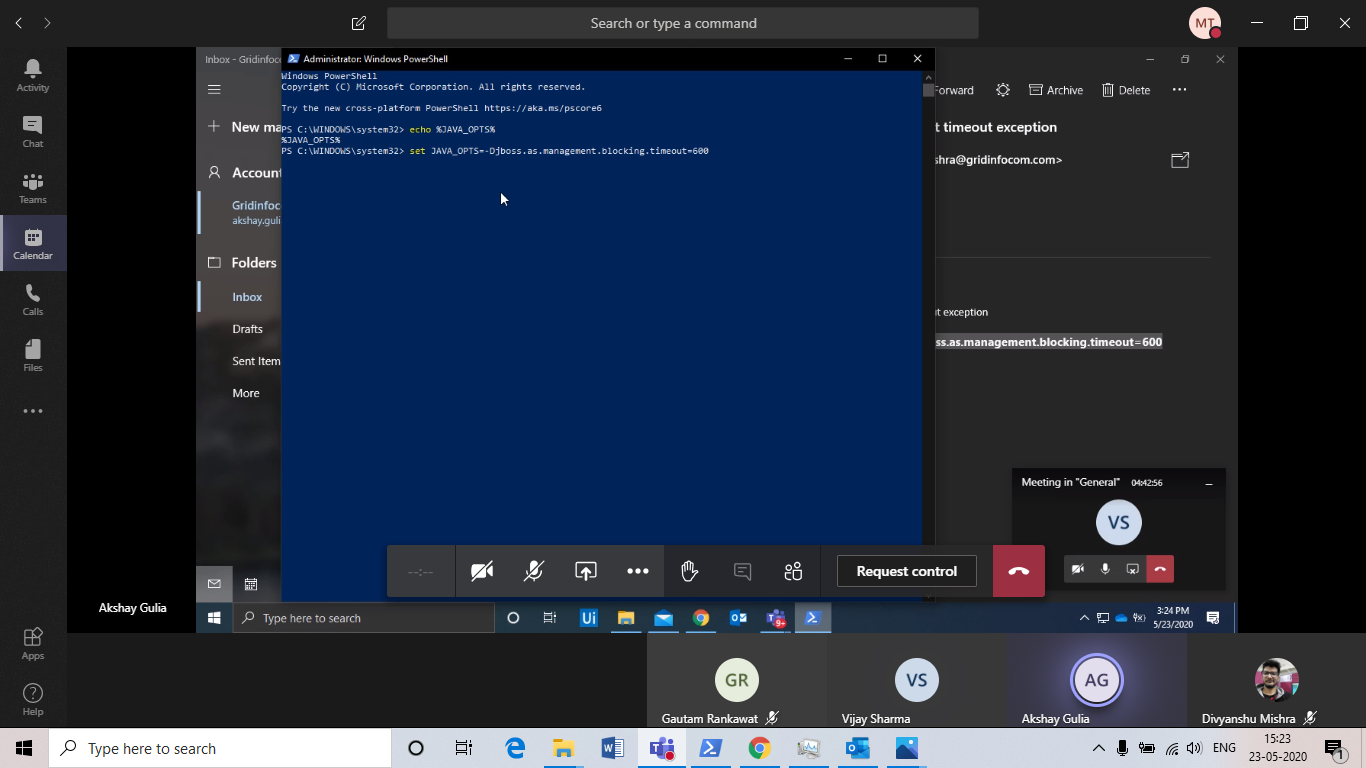 Search or type a command
MT
Activity
Chat
Teams
Calendar
Calls
Files
Apps
Help
Inbox - Gridinfoc
New ma
Account
Gridinfoc
akshay.guli
Folders
Inbox
Drafts
Sent Item
More
Administrator: Windows PowerShell
Windows PowerShell
Copyright (C) Microsoft Corporation. All rights reserved.
Try the new cross-platform PowerShell https://aka.ms/pscore6
PS C:\WINDOWS\system32> echo %JAVA_OPTS%
%JAVA_OPTS%
PS C:\WINDOWS\system32> set JAVA_OPTS=-Djboss.as.management.blocking.timeout=600
orward
Archive
Delete
t timeout exception
shra@gridinfocom.com>
t exception
ss.as.management.blocking.timeout=600
Meeting in "General" 04:42:56
VS
--:--
Request control
Akshay Gulia
Type here to search
Ui
9+
3:24 PM
5/23/2020
GR
Gautam Rankawat
VS
Vijay Sharma
AG
Akshay Gulia
Divyanshu Mishra
Type here to search
ENG
15:23
23-05-2020
1